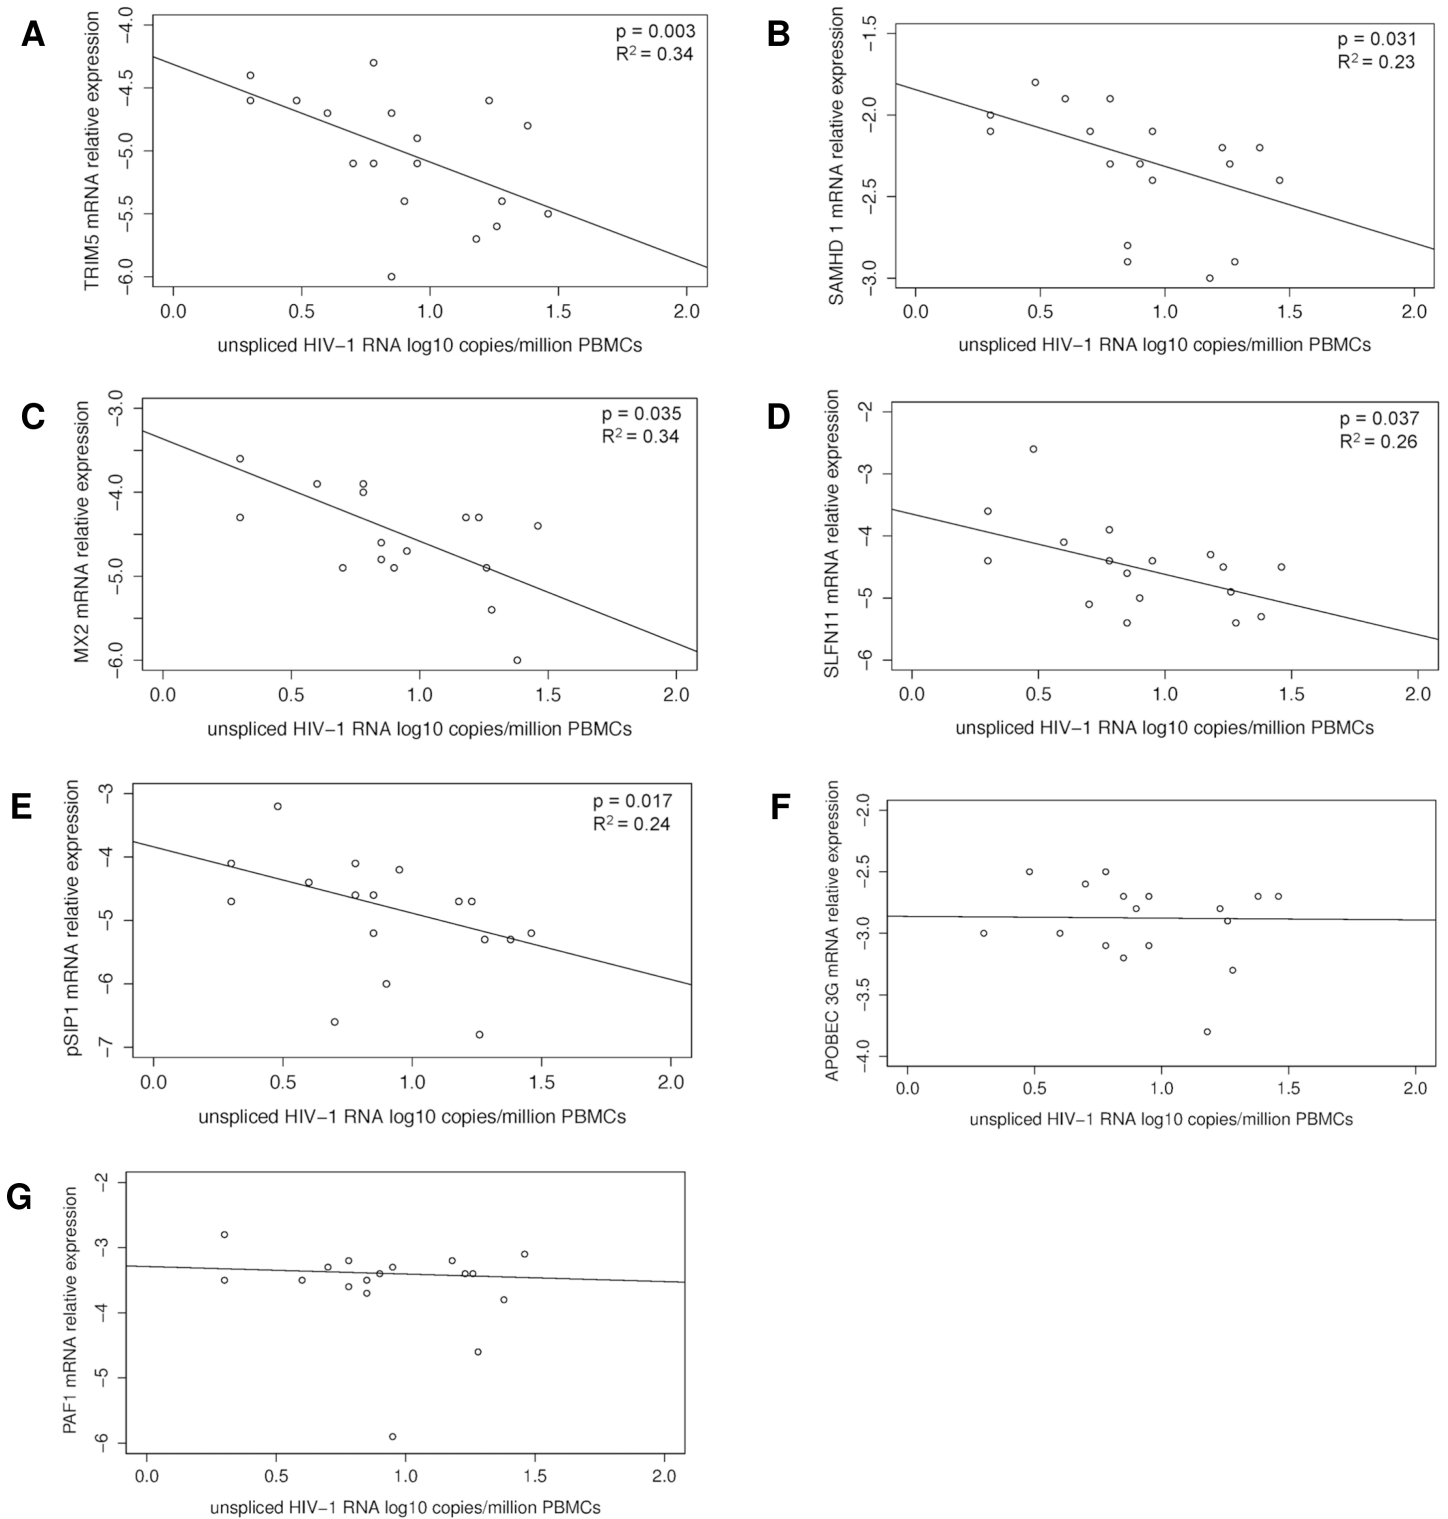 A
TRIM5 mRNA relative expression
−4.0
−4.5
−5.0
−5.5
−6.0
p = 0.003
R² = 0.34
0.0 0.5 1.0 1.5 2.0
unspliced HIV−1 RNA log10 copies/million PBMCs
B
SAMHD 1 mRNA relative expression
−1.5
−2.0
−2.5
−3.0
p = 0.031
R² = 0.23
0.0 0.5 1.0 1.5 2.0
unspliced HIV−1 RNA log10 copies/million PBMCs
C
MX2 mRNA relative expression
−3.0
−4.0
−5.0
−6.0
p = 0.035
R² = 0.34
0.0 0.5 1.0 1.5 2.0
unspliced HIV−1 RNA log10 copies/million PBMCs
D
SLFN11 mRNA relative expression
−2
−3
−4
−5
−6
p = 0.037
R² = 0.26
0.0 0.5 1.0 1.5 2.0
unspliced HIV−1 RNA log10 copies/million PBMCs
E
pSIP1 mRNA relative expression
−3
−4
−5
−6
−7
p = 0.017
R² = 0.24
0.0 0.5 1.0 1.5 2.0
unspliced HIV−1 RNA log10 copies/million PBMCs
F
APOBEC 3G mRNA relative expression
−2.0
−2.5
−3.0
−3.5
−4.0
0.0 0.5 1.0 1.5 2.0
unspliced HIV−1 RNA log10 copies/million PBMCs
G
PAF1 mRNA relative expression
−2
−3
−4
−5
−6
0.0 0.5 1.0 1.5 2.0
unspliced HIV−1 RNA log10 copies/million PBMCs